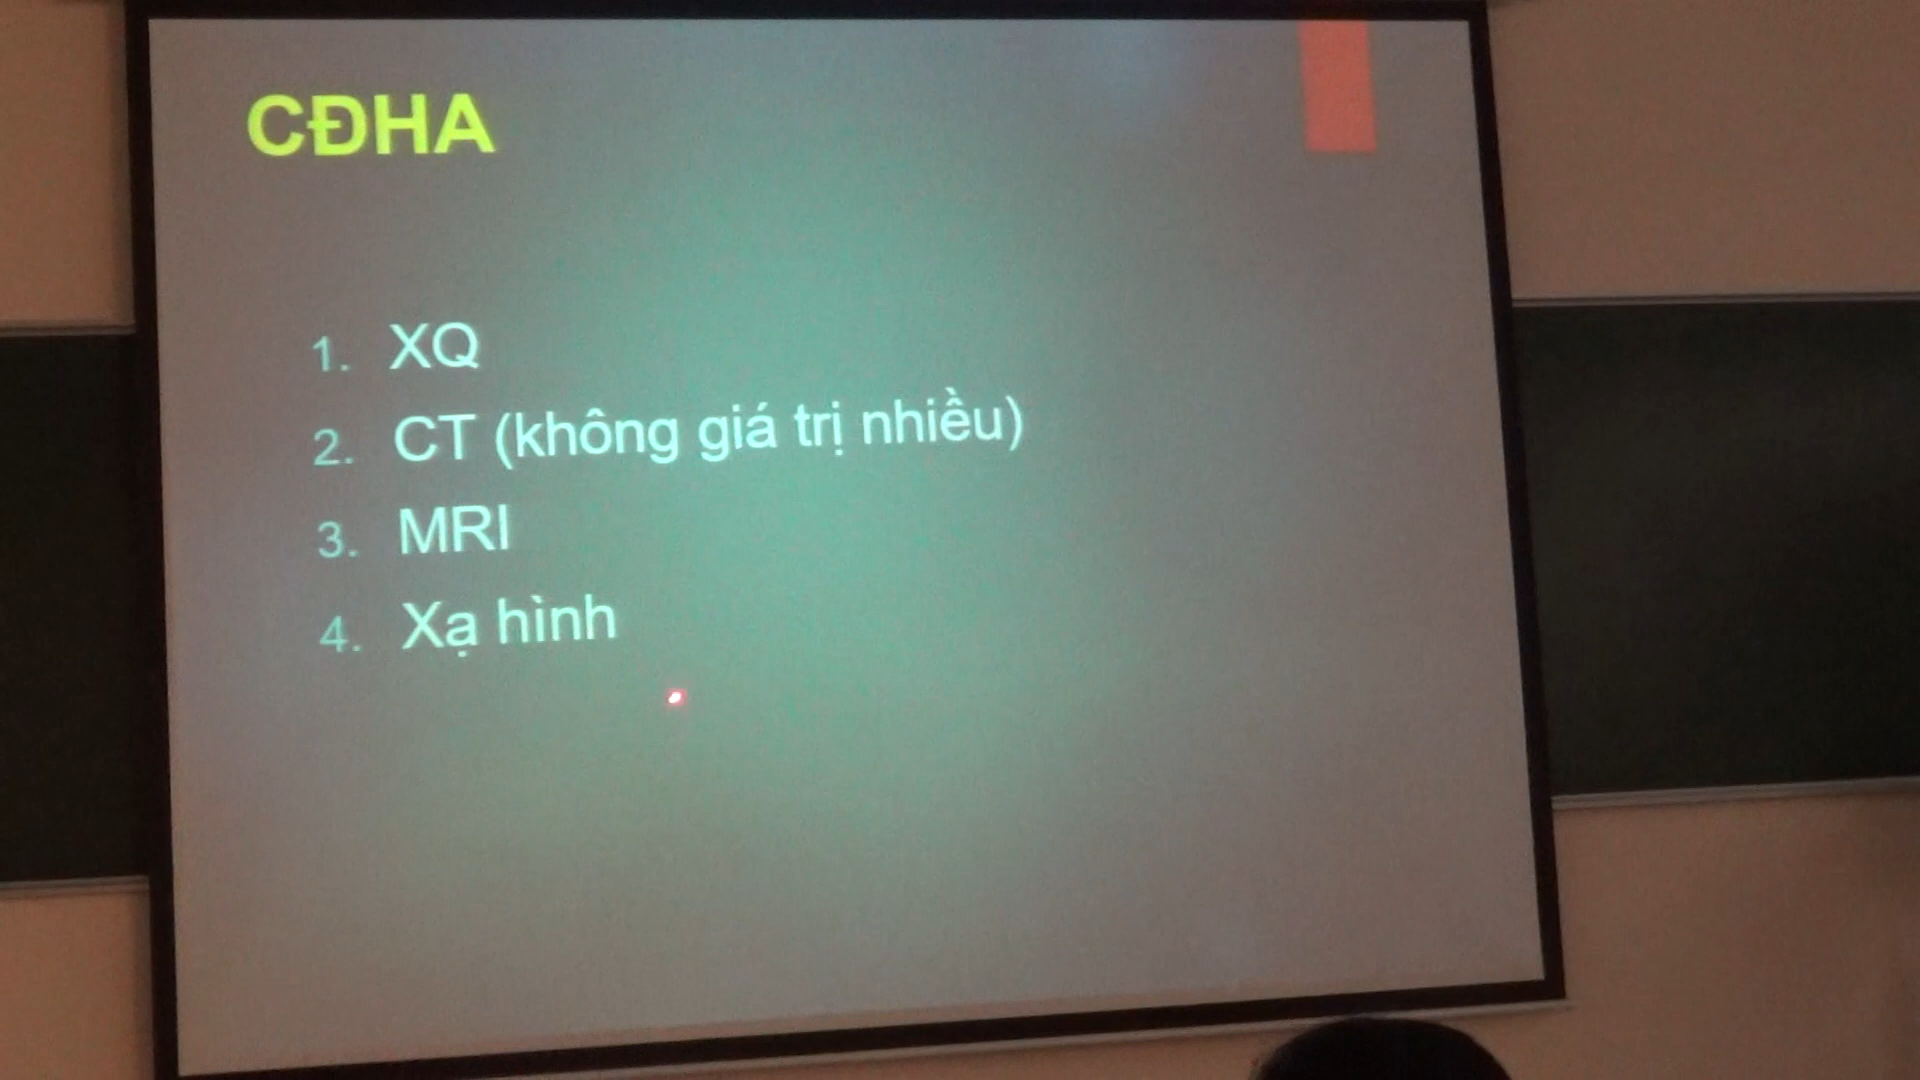 CĐHA
1. XQ
2. CT (không giá trị nhiều)
3. MRI
4. Xạ hình